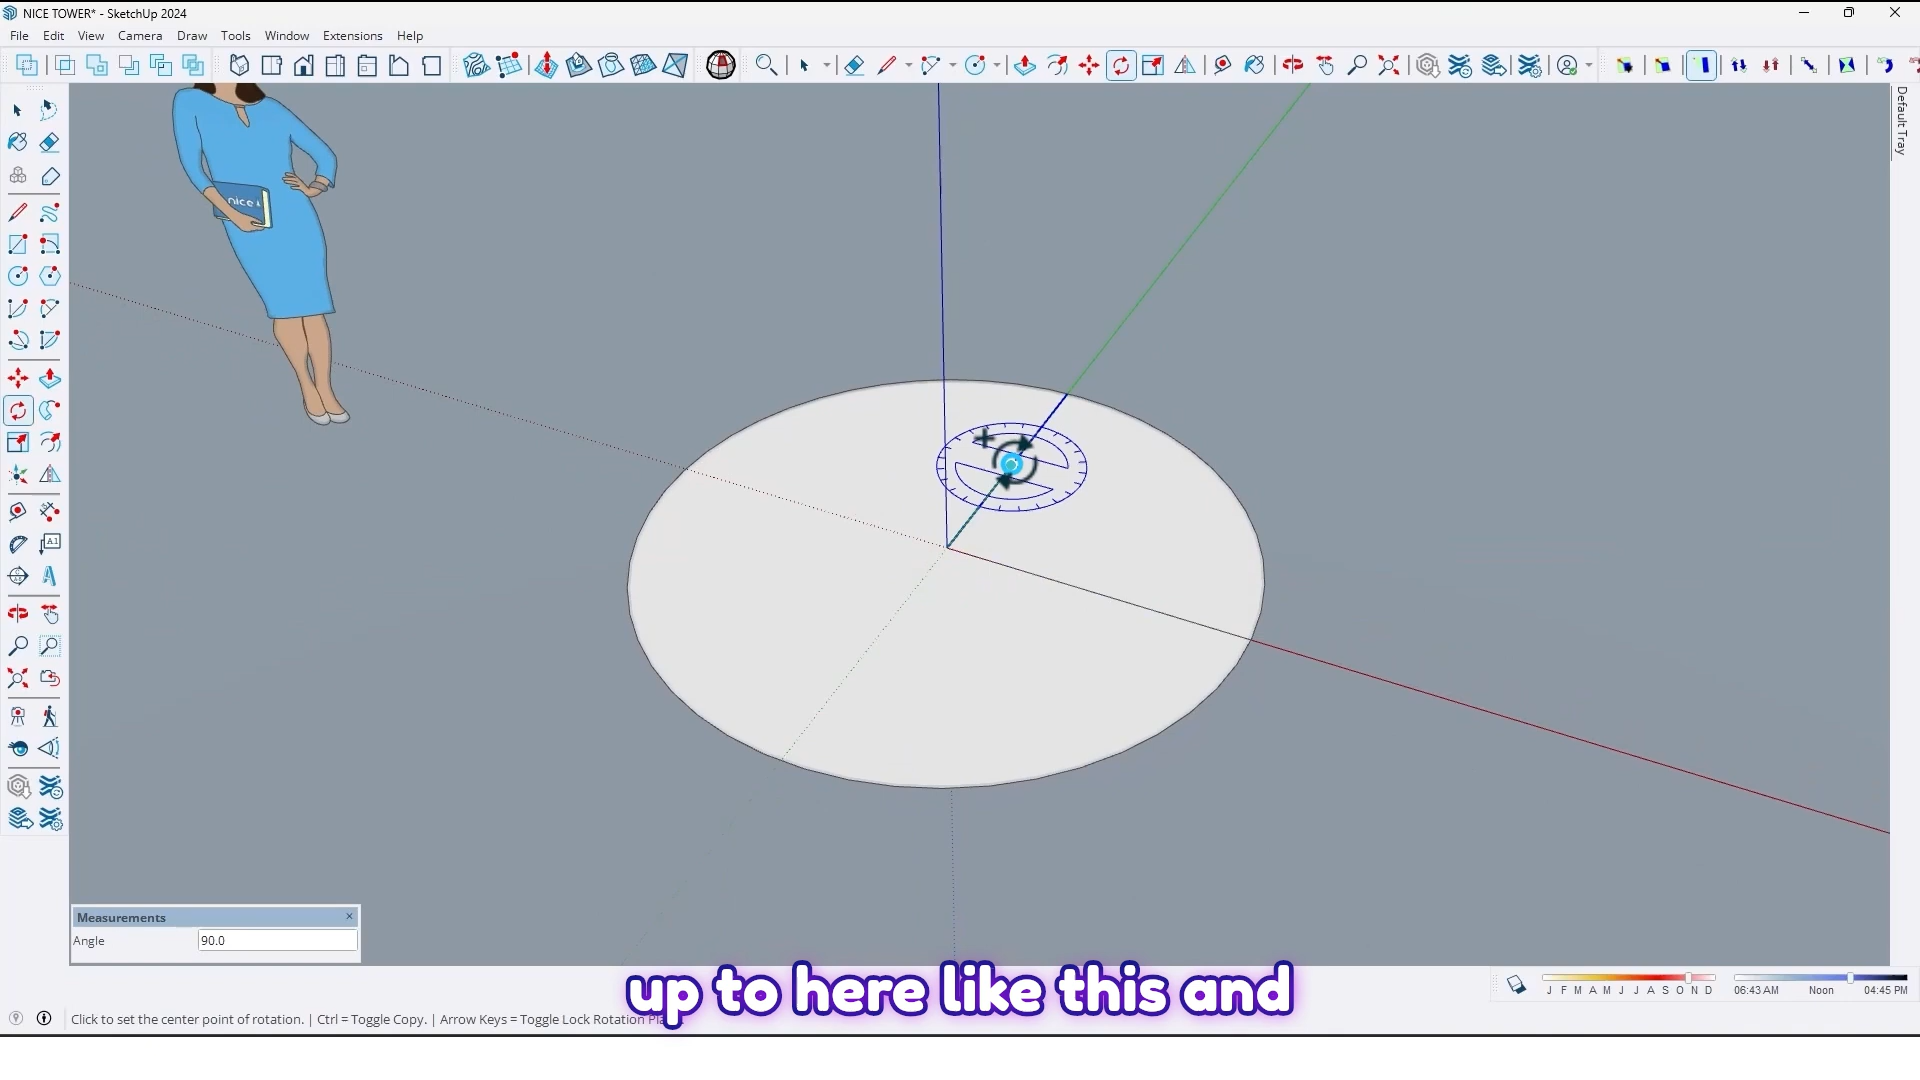 NICE TOWER* - SketchUp 2024
File Edit View Camera Draw Tools Window Extensions Help
Default Tray
nice
A1
Measurements
Angle 90.0
up to here like this and
J F M A M J J A S O N D 06:43 AM Noon 04:45 PM
Click to set the center point of rotation. | Ctrl = Toggle Copy. | Arrow Keys = Toggle Lock Rotation